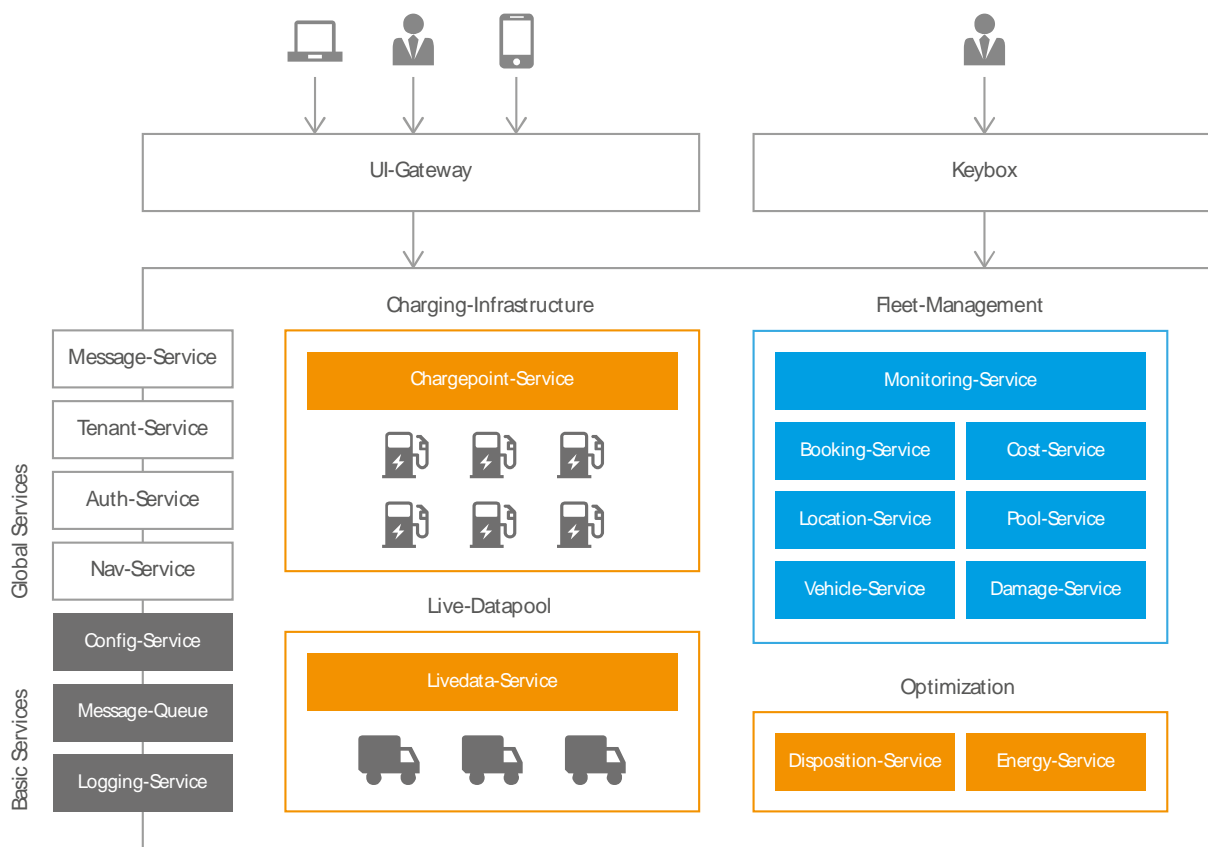 UI-Gateway
Keybox
Charging-Infrastructure
Fleet-Management
Message-Service
Tenant-Service
Auth-Service
Nav-Service
Config-Service
Message-Queue
Logging-Service
Global Services
Basic Services
Chargepoint-Service
Live-Datapool
Livedata-Service
Monitoring-Service
Booking-Service
Cost-Service
Location-Service
Pool-Service
Vehicle-Service
Damage-Service
Optimization
Disposition-Service
Energy-Service